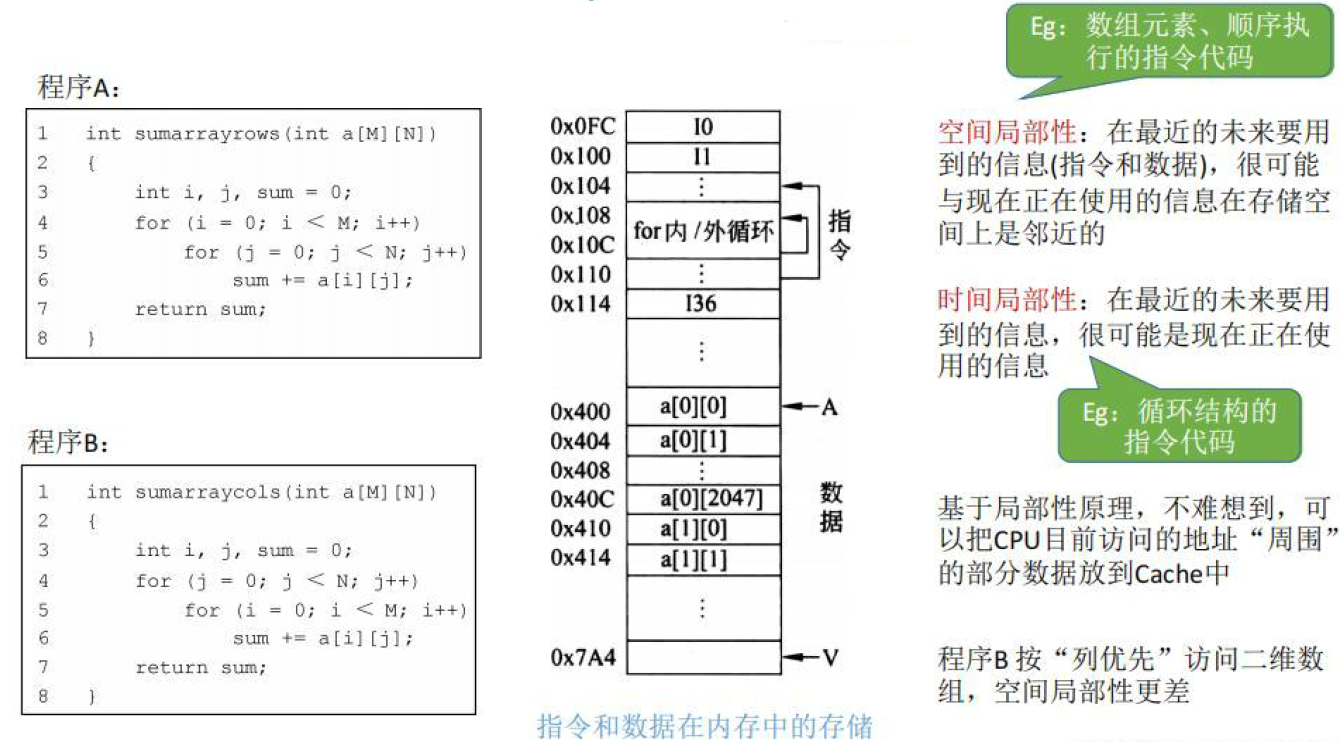 程序A：
1 int sumarrayrows(int a[M][N])
2 {
3 int i, j, sum = 0;
4 for (i = 0; i < M; i++)
5 for (j = 0; j < N; j++)
6 sum += a[i][j];
7 return sum;
8 }
程序B：
1 int sumarraycols(int a[M][N])
2 {
3 int i, j, sum = 0;
4 for (j = 0; j < N; j++)
5 for (i = 0; i < M; i++)
6 sum += a[i][j];
7 return sum;
8 }
0x0FC I0
0x100 I1
0x104 ⋮
0x108 for内/外循环
0x10C
0x110 ⋮
0x114 I36
⋮
指令
0x400 a[0][0] A
0x404 a[0][1]
0x408 ⋮
0x40C a[0][2047]
0x410 a[1][0]
0x414 a[1][1]
⋮
数据
0x7A4 V
指令和数据在内存中的存储
Eg：数组元素、顺序执
行的指令代码
空间局部性：在最近的未来要用
到的信息(指令和数据)，很可能
与现在正在使用的信息在存储空
间上是邻近的
时间局部性：在最近的未来要用
到的信息，很可能是现在正在使
用的信息
Eg：循环结构的
指令代码
基于局部性原理，不难想到，可
以把CPU目前访问的地址“周围”
的部分数据放到Cache中
程序B按“列优先”访问二维数
组，空间局部性更差